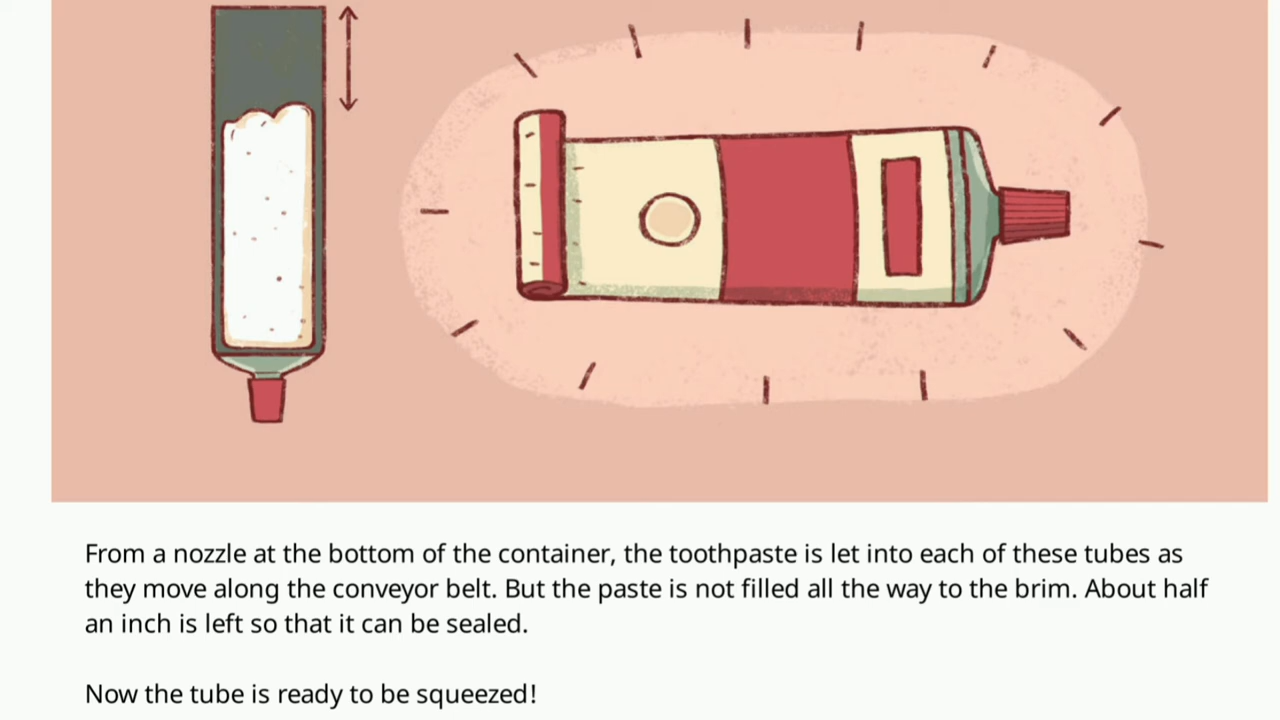 From a nozzle at the bottom of the container, the toothpaste is let into each of these tubes as
they move along the conveyor belt. But the paste is not filled all the way to the brim. About half
an inch is left so that it can be sealed.
Now the tube is ready to be squeezed!